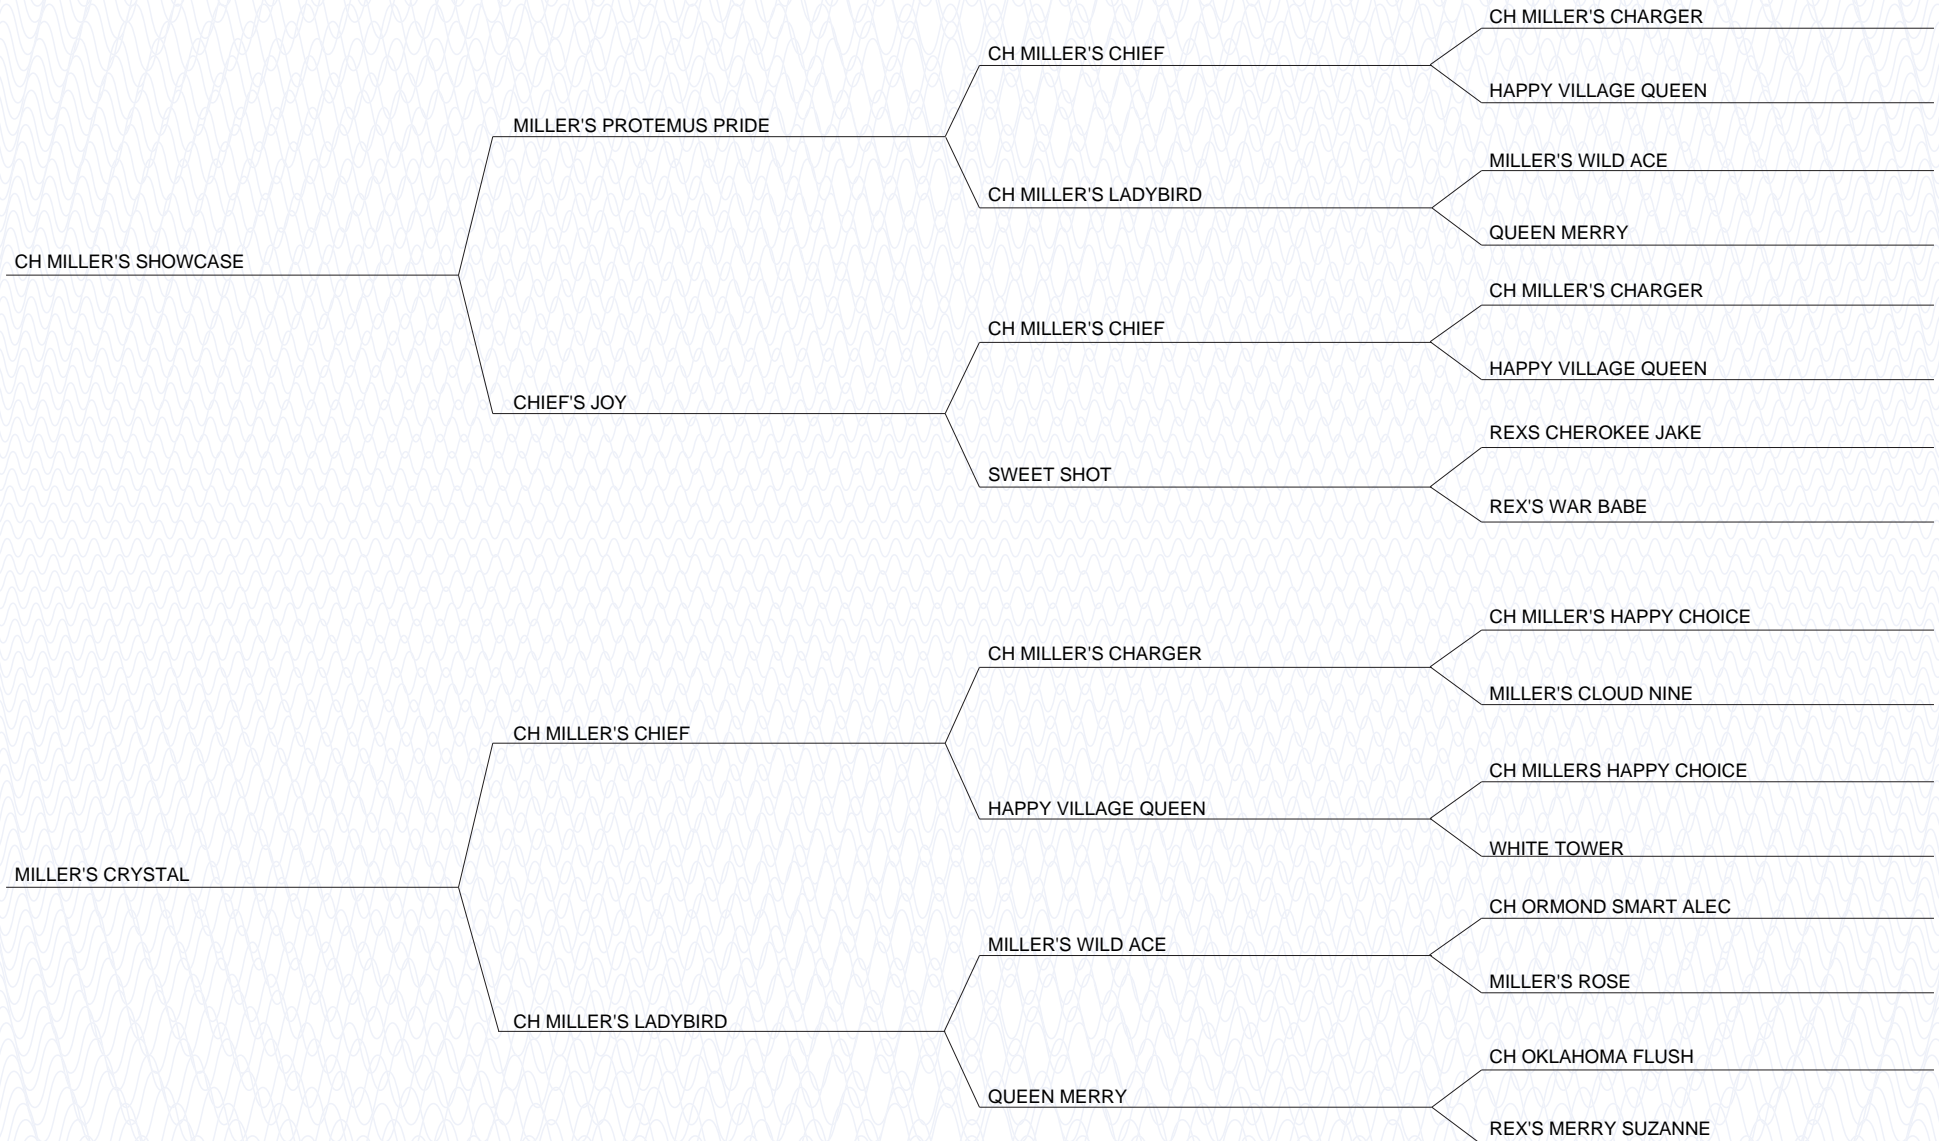 CH MILLER'S CHARGER
CH MILLER'S CHIEF
HAPPY VILLAGE QUEEN
MILLER'S PROTEMUS PRIDE
MILLER'S WILD ACE
CH MILLER'S LADYBIRD
QUEEN MERRY
CH MILLER'S SHOWCASE
CH MILLER'S CHARGER
CH MILLER'S CHIEF
HAPPY VILLAGE QUEEN
CHIEF'S JOY
REXS CHEROKEE JAKE
SWEET SHOT
REX'S WAR BABE
CH MILLER'S HAPPY CHOICE
CH MILLER'S CHARGER
MILLER'S CLOUD NINE
CH MILLER'S CHIEF
CH MILLERS HAPPY CHOICE
HAPPY VILLAGE QUEEN
WHITE TOWER
MILLER'S CRYSTAL
CH ORMOND SMART ALEC
MILLER'S WILD ACE
MILLER'S ROSE
CH MILLER'S LADYBIRD
CH OKLAHOMA FLUSH
QUEEN MERRY
REX'S MERRY SUZANNE